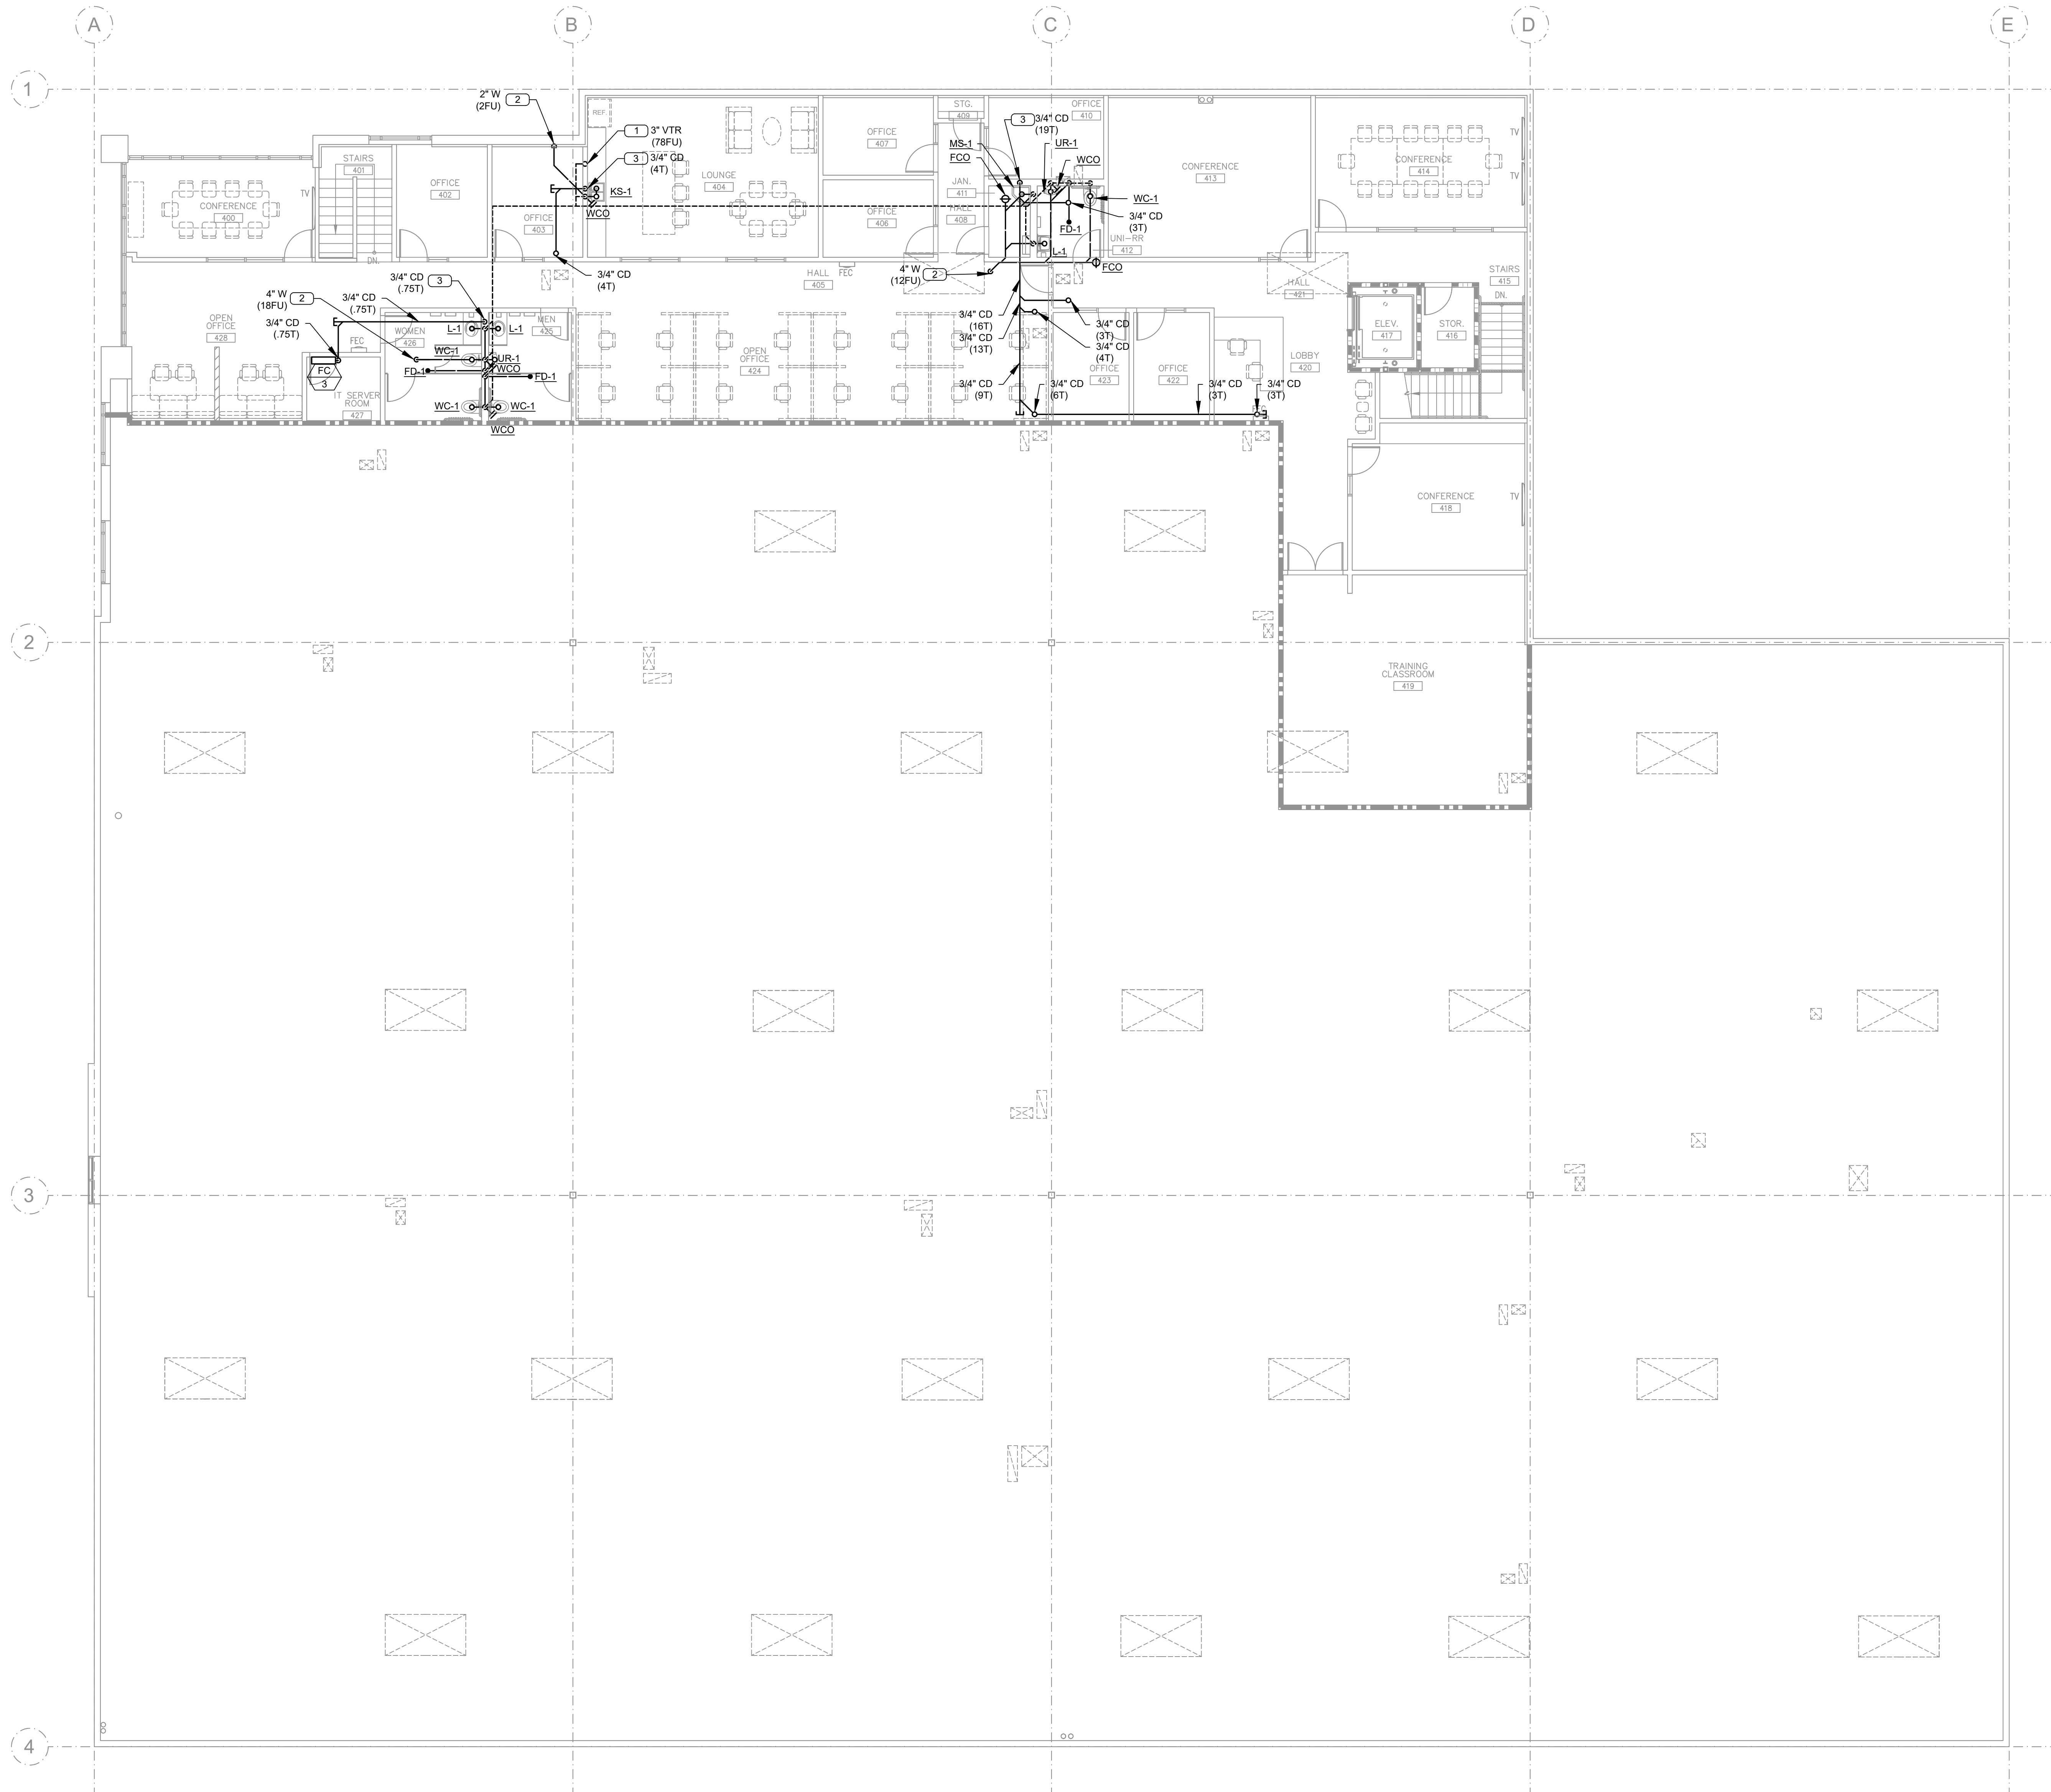 A
B
C
D
E
1
2
3
4
2" W
(2FU)
2
1
3" VTR
(78FU)
3
3/4" CD
(4T)
KS-1
WCO
REF.
LOUNGE
404
STAIRS
401
DN.
TV
CONFERENCE
400
OFFICE
402
OFFICE
403
3/4" CD
(4T)
OFFICE
407
OFFICE
406
STG.
409
OFFICE
410
3
3/4" CD
(19T)
MS-1
FCO
UR-1
WCO
JAN.
411
HALL
408
WC-1
3/4" CD
(3T)
FD-1
UNI-RR
412
L-1
FCO
4" W
(12FU)
2
CONFERENCE
413
CONFERENCE
414
TV
TV
HALL
405
FEC
HALL
421
STAIRS
415
DN.
ELEV.
417
STOR.
416
LOBBY
420
OPEN
OFFICE
428
4" W
(18FU)
2
3/4" CD
(.75T)
3/4" CD
(.75T)
3/4" CD
(.75T)
3
FEC
FC
3
IT SERVER
ROOM
427
WOMEN
426
MEN
425
L-1
L-1
WC-1
UR-1
WCO
FD-1
FD-1
WC-1
WC-1
WCO
OPEN
OFFICE
424
3/4" CD
(16T)
3/4" CD
(13T)
3/4" CD
(9T)
3/4" CD
(3T)
3/4" CD
(4T)
3/4" CD
(6T)
OFFICE
423
OFFICE
422
3/4" CD
(3T)
3/4" CD
(3T)
CONFERENCE
418
TV
TRAINING
CLASSROOM
419